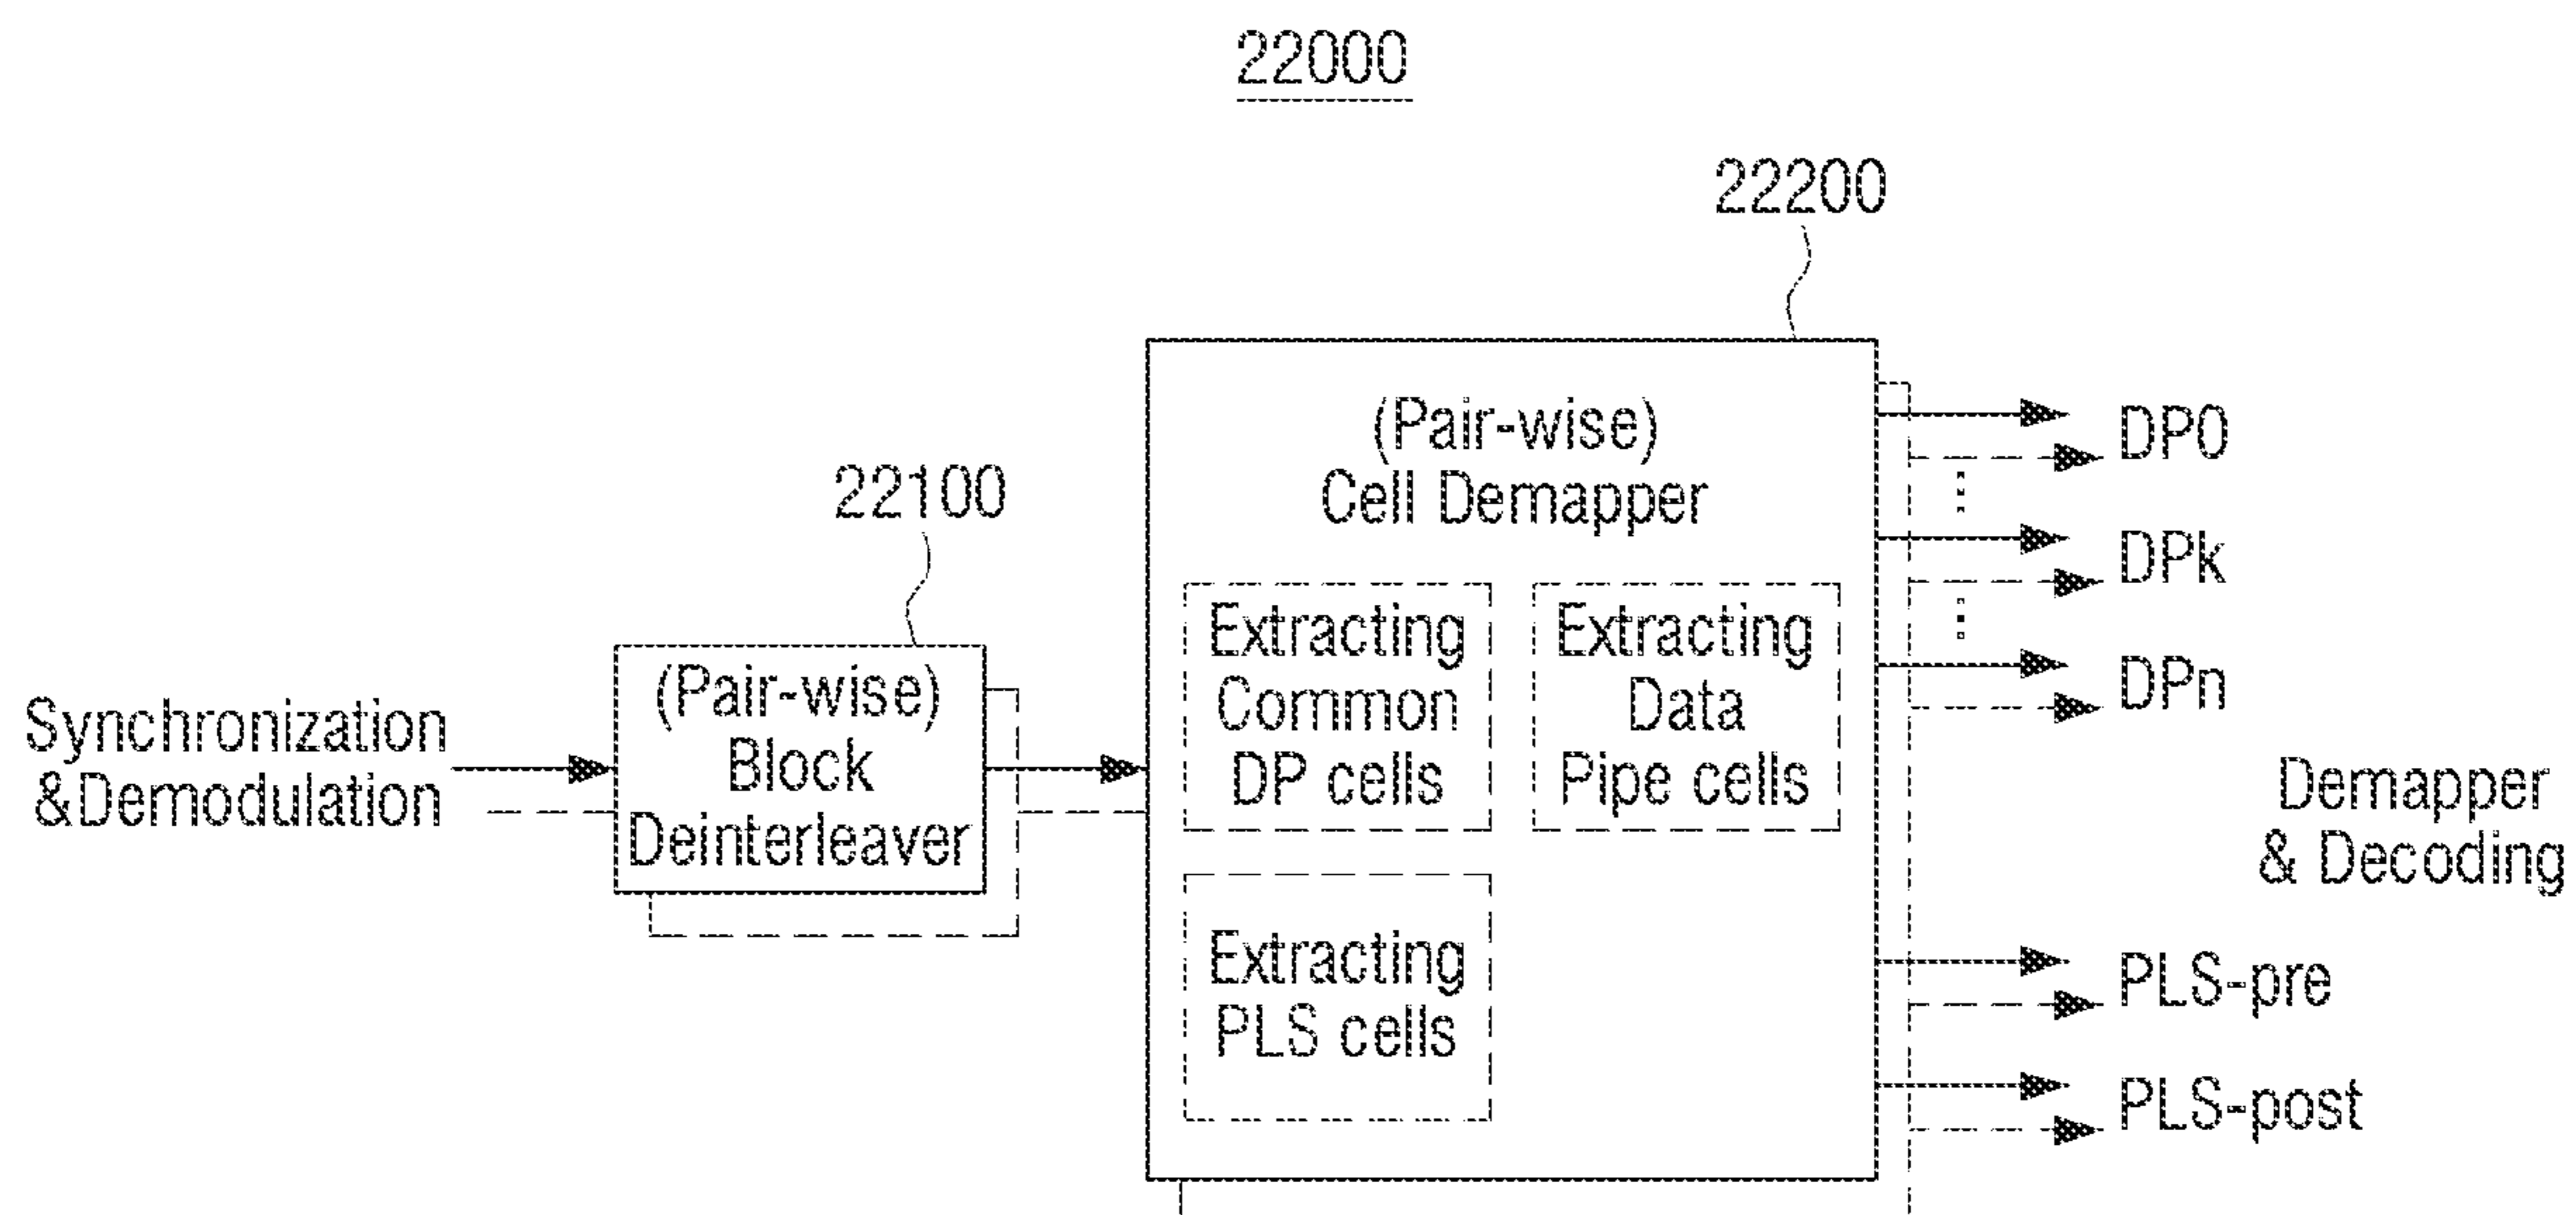 22000
22200
22100
Synchronization
&Demodulation
(Pair-wise)
Block
Deinterleaver
(Pair-wise)
Cell Demapper
Extracting
Common
DP cells
Extracting
Data
Pipe cells
Extracting
PLS cells
DP0
DPk
DPn
Demapper
& Decoding
PLS-pre
PLS-post